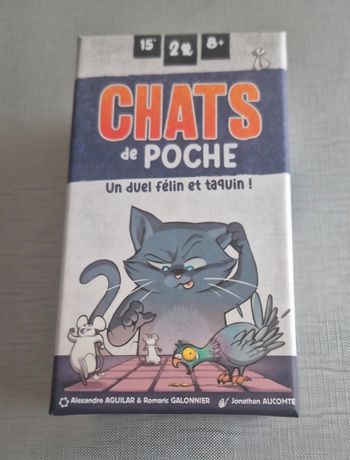 15' 2 8+
CHATS
de POCHE
Un duel félin et taquin !
Alexandre AGUILAR & Romaric GALONNIER Jonathan AUCOMTE